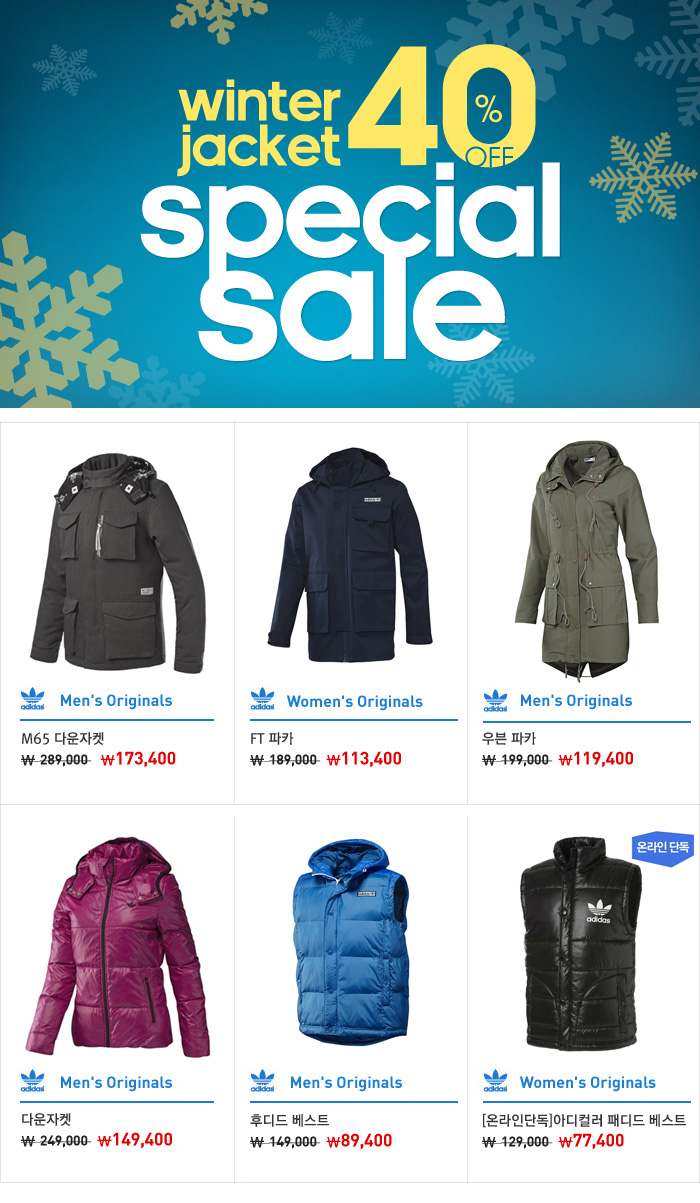 winter
jacket
40
%
OFF
special
sale
adidas
Men's Originals
M65 다운자켓
₩ 289,000 ₩173,400
adidas
Women's Originals
FT 파카
₩ 189,000 ₩113,400
Men's Originals
우븐 파카
₩ 199,000 ₩119,400
adidas
Men's Originals
다운자켓
₩ 249,000 ₩149,400
adidas
adidas
Men's Originals
후디드 베스트
₩ 149,000 ₩89,400
온라인 단독
adidas
adidas
Women's Originals
[온라인단독]아디컬러 패디드 베스트
₩ 129,000 ₩77,400